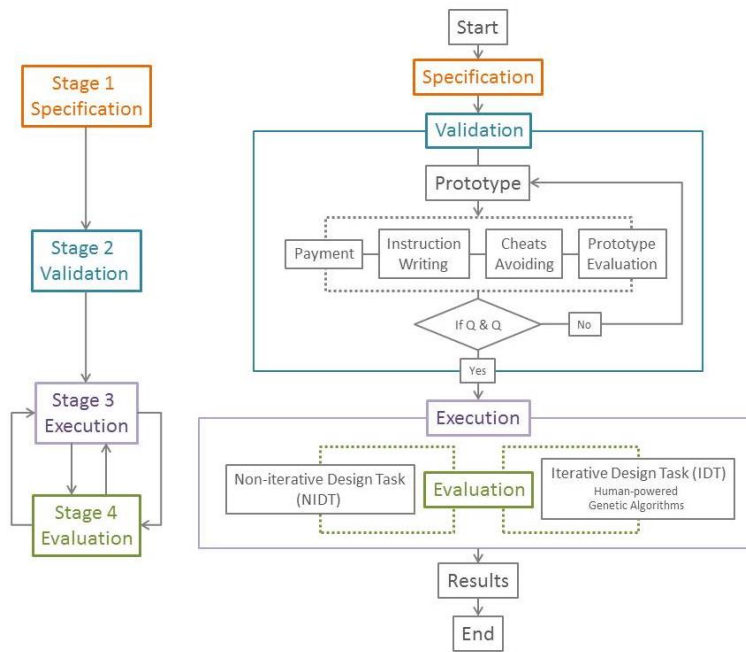 Stage 1
Specification
Stage 2
Validation
Stage 3
Execution
Stage 4
Evaluation
Start
Specification
Validation
Prototype
Payment
Instruction
Writing
Cheats
Avoiding
Prototype
Evaluation
If Q & Q
No
Yes
Execution
Non-iterative Design Task
(NIDT)
Evaluation
Iterative Design Task (IDT)
Human-powered
Genetic Algorithms
Results
End